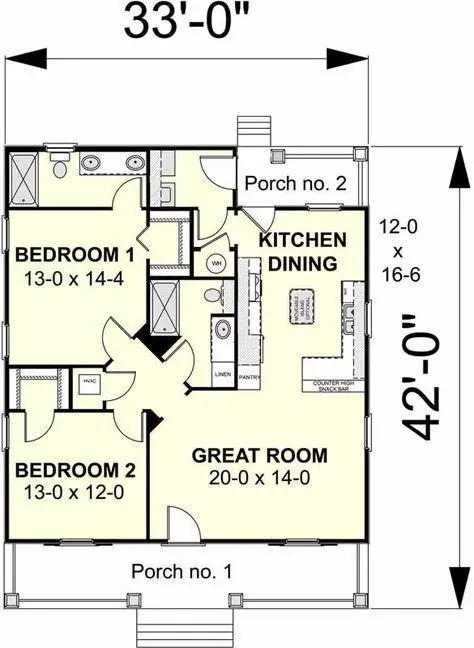 33'-0"
Porch no. 2
KITCHEN
DINING
12-0
x
16-6
BEDROOM 1
13-0 x 14-4
WH
MOVEABLE
ISLAND
(OPTIONAL)
42'-0"
LINEN
PANTRY
COUNTER HIGH
SNACK BAR
HVAC
BEDROOM 2
13-0 x 12-0
GREAT ROOM
20-0 x 14-0
Porch no. 1